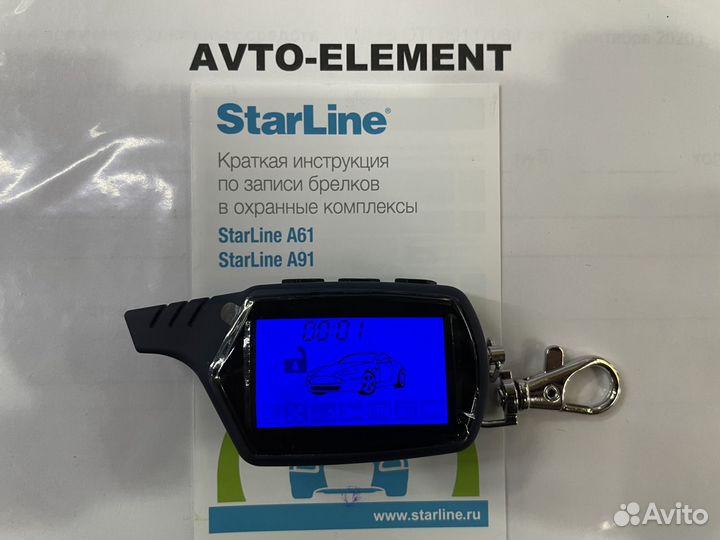 AVTO-ELEMENT
StarLine®
Краткая инструкция
по записи брелков
в охранные комплексы
StarLine A61
StarLine A91
00:01
www.starline.ru
Avito